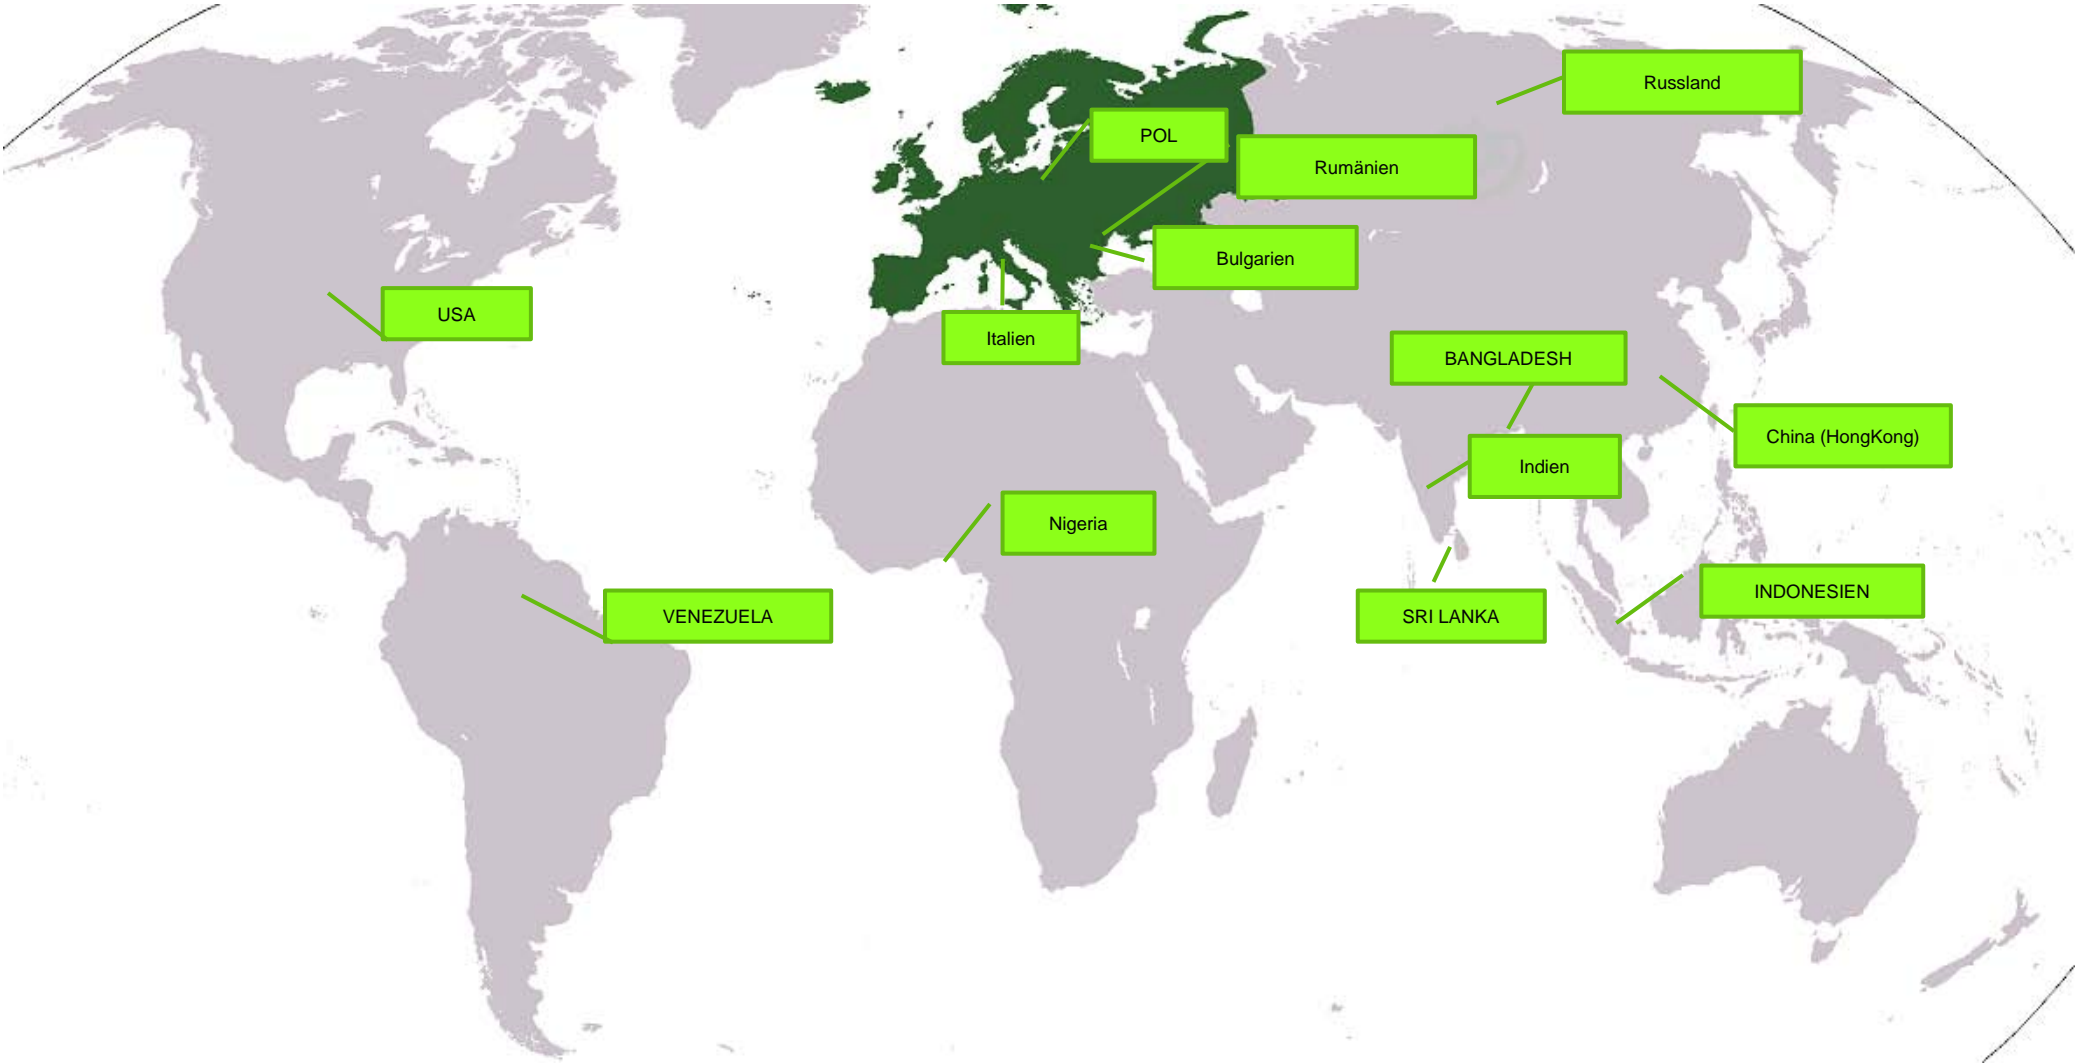 Russland
POL
Rumänien
Bulgarien
USA
Italien
BANGLADESH
China (HongKong)
Indien
Nigeria
VENEZUELA
SRI LANKA
INDONESIEN